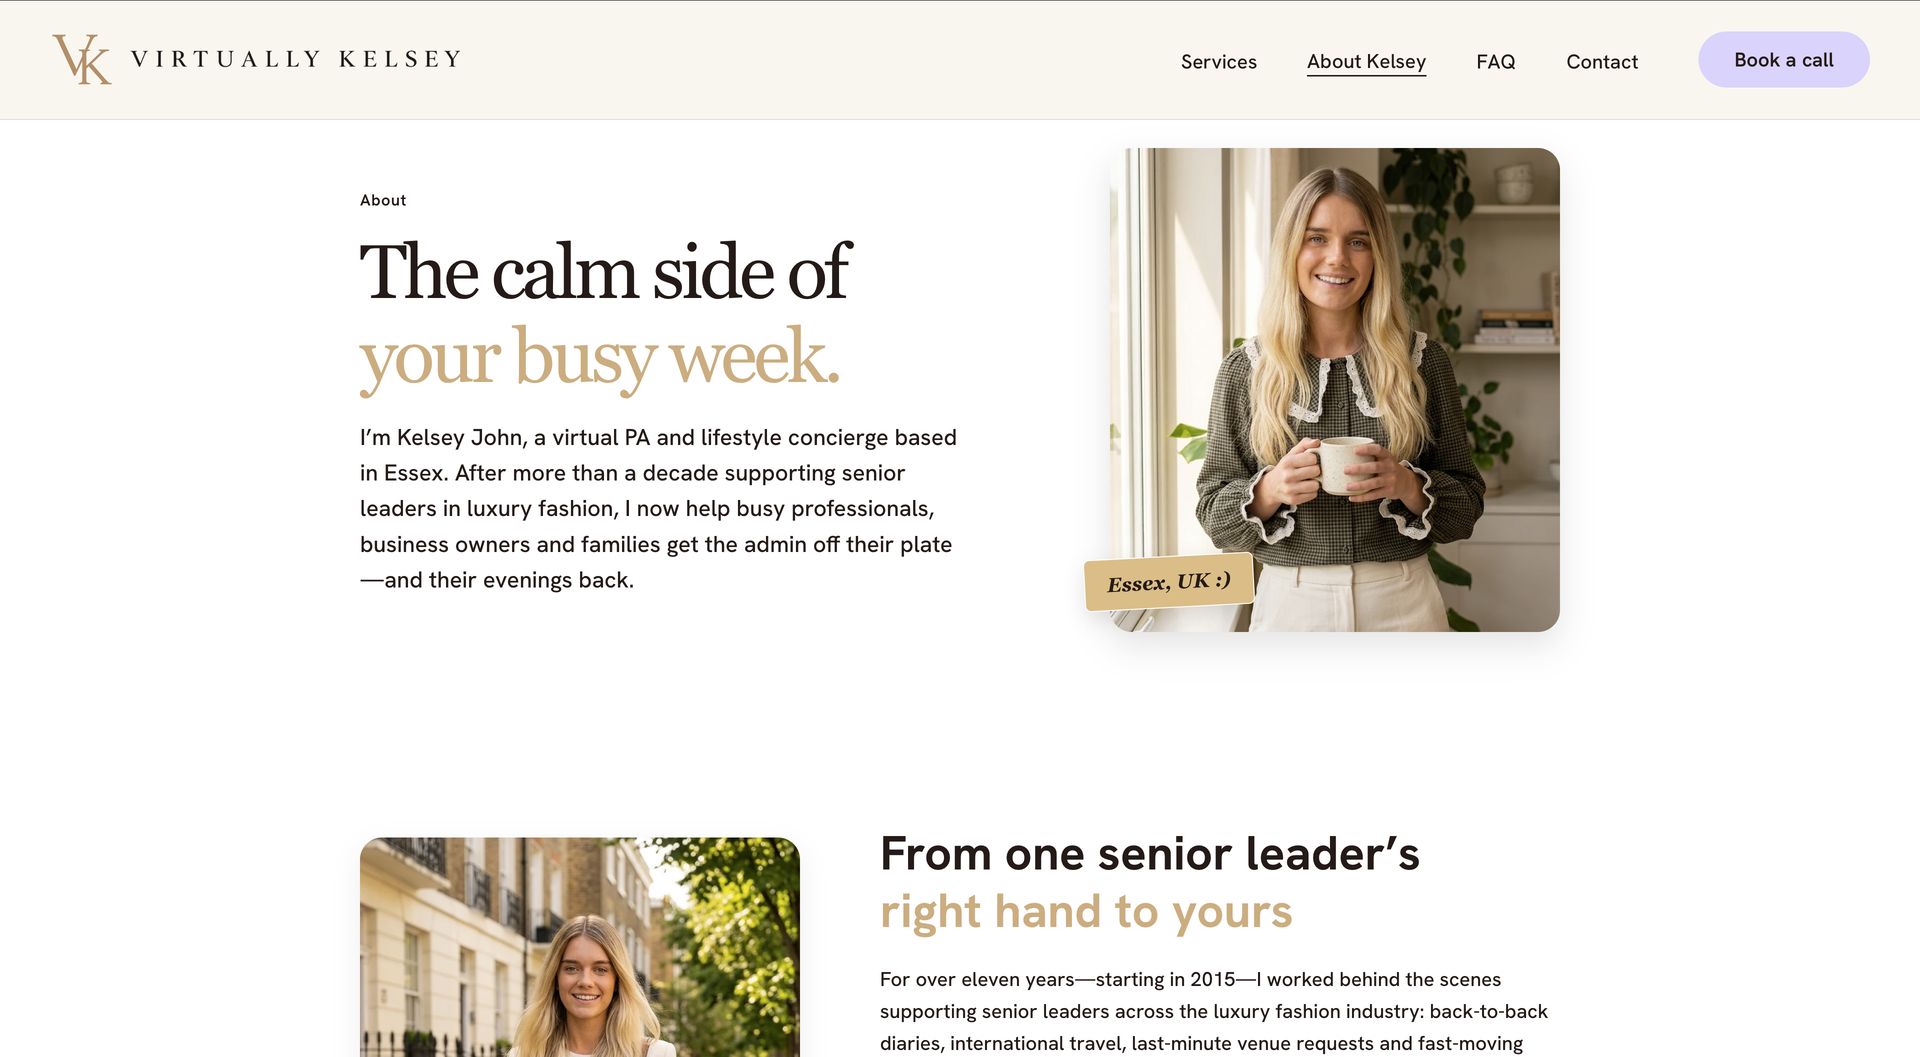 VK VIRTUALLY KELSEY
Services
About Kelsey
FAQ
Contact
Book a call
About
The calm side of
your busy week.
I’m Kelsey John, a virtual PA and lifestyle concierge based
in Essex. After more than a decade supporting senior
leaders in luxury fashion, I now help busy professionals,
business owners and families get the admin off their plate
—and their evenings back.
Essex, UK :)
From one senior leader’s
right hand to yours
For over eleven years—starting in 2015—I worked behind the scenes
supporting senior leaders across the luxury fashion industry: back-to-back
diaries, international travel, last-minute venue requests and fast-moving